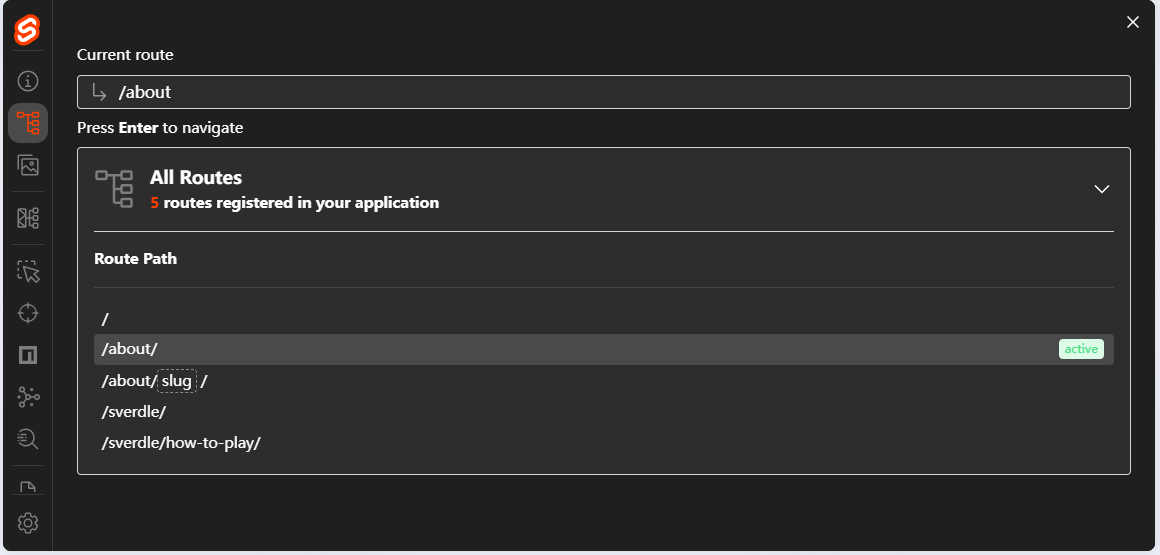 Current route
/about
Press Enter to navigate
All Routes
5 routes registered in your application
Route Path
/
/about/ active
/about/ slug /
/sverdle/
/sverdle/how-to-play/